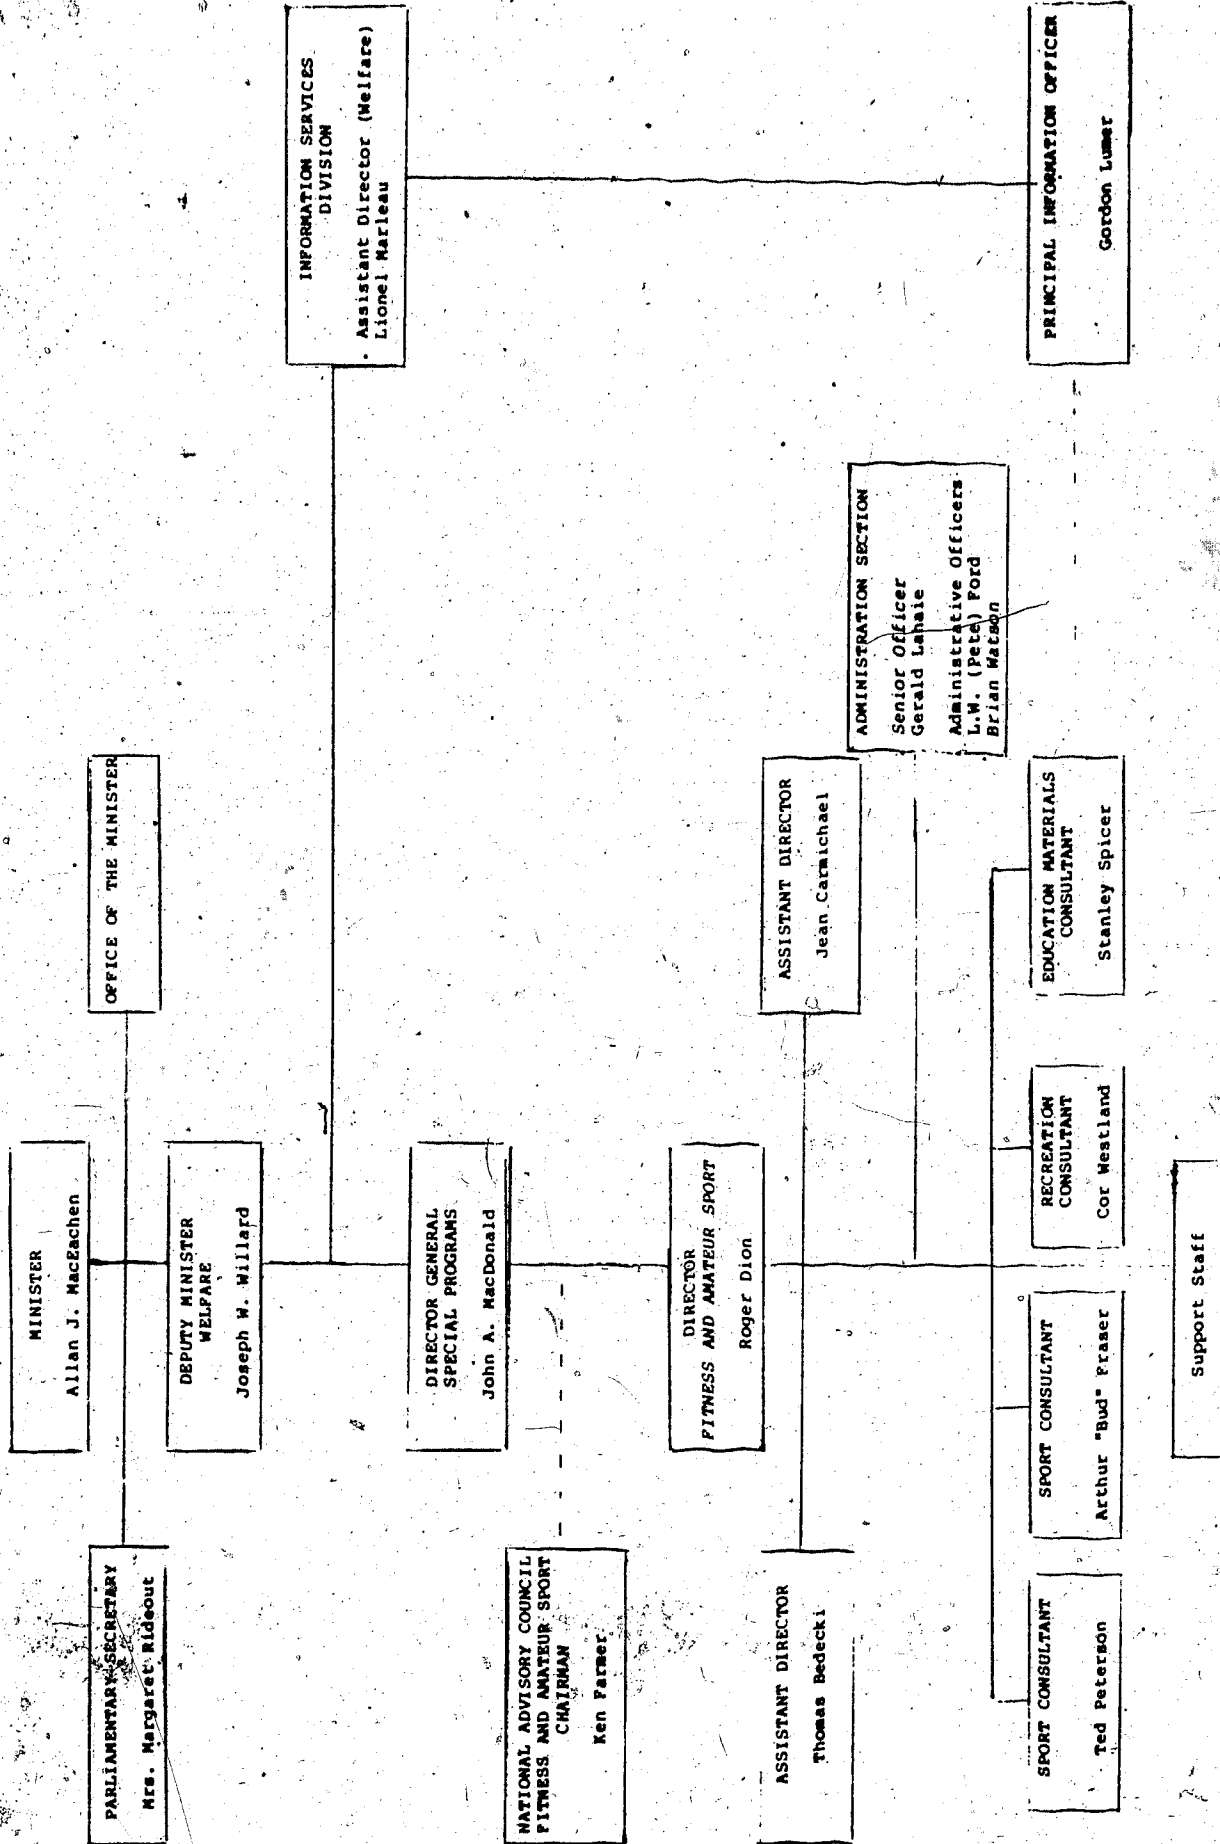 MINISTER
Allan J. MacEachen
PARLIAMENTARY SECRETARY
Mrs. Margaret Rideout
OFFICE OF THE MINISTER
DEPUTY MINISTER
WELFARE
Joseph W. Willard
INFORMATION SERVICES
DIVISION
Assistant Director (Welfare)
Lionel Marleau
DIRECTOR GENERAL
SPECIAL PROGRAMS
John A. MacDonald
NATIONAL ADVISORY COUNCIL
FITNESS AND AMATEUR SPORT
CHAIRMAN
Ken Farmer
DIRECTOR
FITNESS AND AMATEUR SPORT
Roger Dion
ASSISTANT DIRECTOR
Thomas Bedecki
ASSISTANT DIRECTOR
Jean Carmichael
ADMINISTRATION SECTION
Senior Officer
Gerald Lahaie
Administrative Officers
L.W. (Pete) Ford
Brian Watson
SPORT CONSULTANT
Ted Peterson
SPORT CONSULTANT
Arthur "Bud" Fraser
RECREATION
CONSULTANT
Cor Westland
EDUCATION MATERIALS
CONSULTANT
Stanley Spicer
PRINCIPAL INFORMATION OFFICER
Gordon Lumer
Support Staff